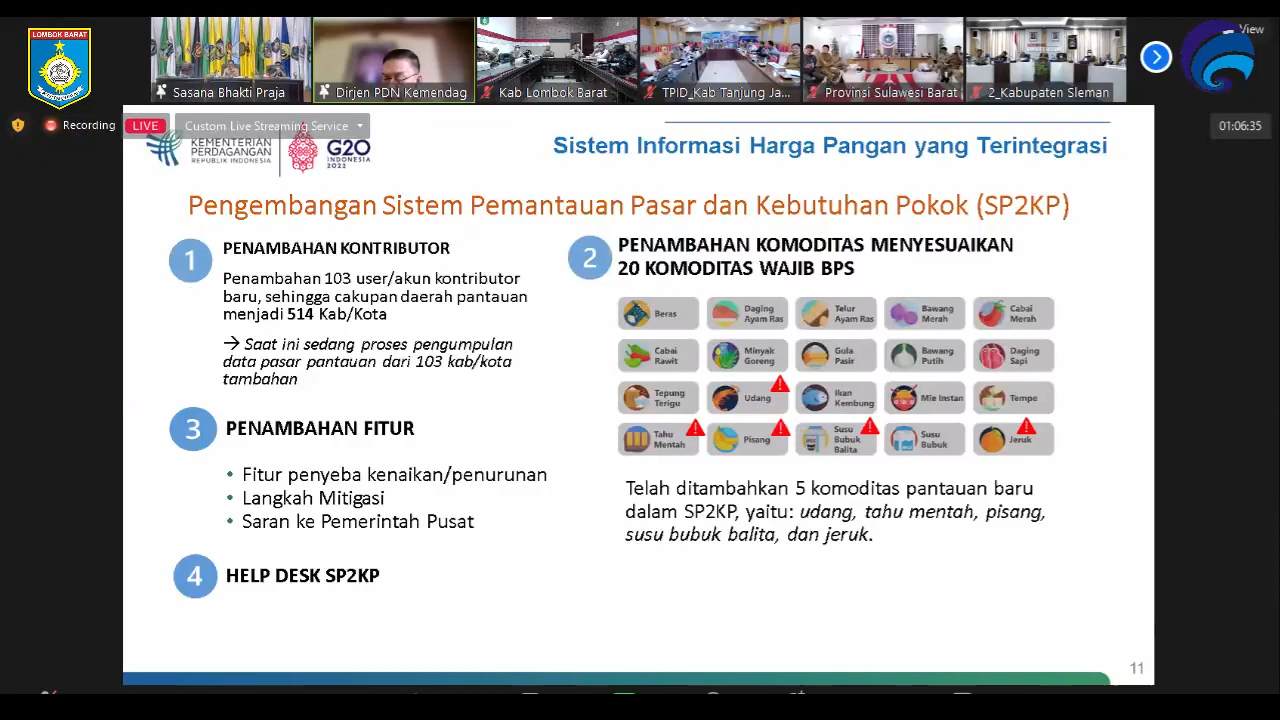 LOMBOK BARAT
View
Sasana Bhakti Praja
Dirjen PDN Kemendag
Kab Lombok Barat
TPID_Kab Tanjung Ja...
Provinsi Sulawesi Barat
2_Kabupaten Sleman
Recording
LIVE
Custom Live Streaming Service
01:06:35
KEMENTERIAN
PERDAGANGAN
REPUBLIK INDONESIA
G20
INDONESIA
2022
Sistem Informasi Harga Pangan yang Terintegrasi
Pengembangan Sistem Pemantauan Pasar dan Kebutuhan Pokok (SP2KP)
1
PENAMBAHAN KONTRIBUTOR
Penambahan 103 user/akun kontributor
baru, sehingga cakupan daerah pantauan
menjadi 514 Kab/Kota
→ Saat ini sedang proses pengumpulan
data pasar pantauan dari 103 kab/kota
tambahan
2
PENAMBAHAN KOMODITAS MENYESUAIKAN
20 KOMODITAS WAJIB BPS
Beras
Daging
Ayam Ras
Telur
Ayam Ras
Bawang
Merah
Cabai
Merah
Cabai
Rawit
Minyak
Goreng
Gula
Pasir
Bawang
Putih
Daging
Sapi
Tepung
Terigu
Udang
Ikan
Kembung
Mie Instan
Tempe
Tahu
Mentah
Pisang
Susu
Bubuk
Balita
Susu
Bubuk
Jeruk
Telah ditambahkan 5 komoditas pantauan baru
dalam SP2KP, yaitu: udang, tahu mentah, pisang,
susu bubuk balita, dan jeruk.
3
PENAMBAHAN FITUR
• Fitur penyeba kenaikan/penurunan
• Langkah Mitigasi
• Saran ke Pemerintah Pusat
4
HELP DESK SP2KP
11